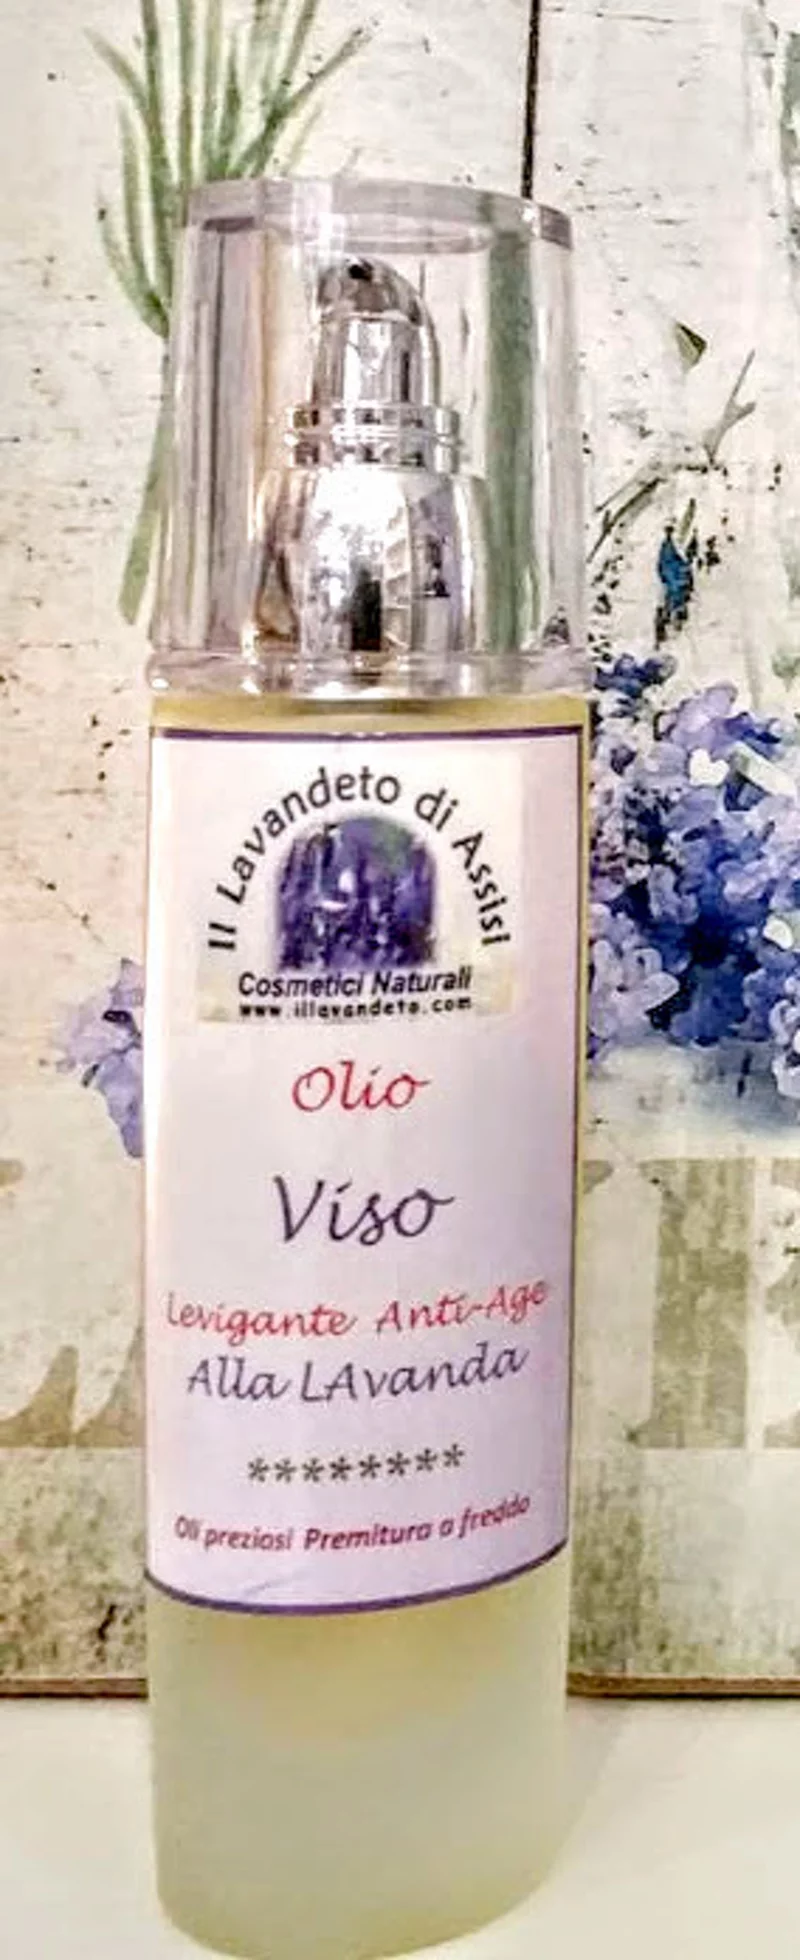 Il Lavandeto di Assisi
Cosmetici Naturali
www.illavandeto.com
Olio
Viso
Levigante Anti-Age
Alla LAvanda
********
Oli preziosi Premitura a freddo